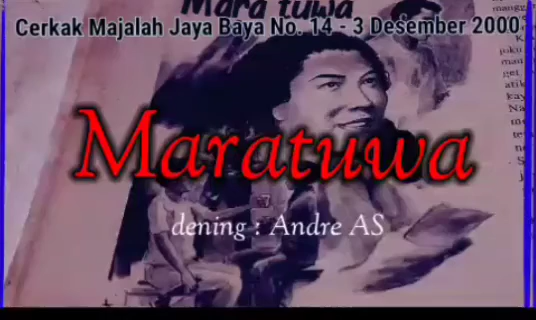 Mara tuwa
Cerkak Majalah Jaya Baya No. 14 - 3 Desember 2000
Maratuwa
dening : Andre AS